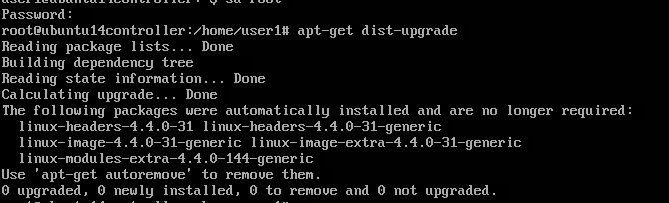 Password:
root@ubuntu14controller:/home/user1# apt-get dist-upgrade
Reading package lists... Done
Building dependency tree
Reading state information... Done
Calculating upgrade... Done
The following packages were automatically installed and are no longer required:
linux-headers-4.4.0-31 linux-headers-4.4.0-31-generic
linux-image-4.4.0-31-generic linux-image-extra-4.4.0-31-generic
linux-modules-extra-4.4.0-144-generic
Use 'apt-get autoremove' to remove them.
0 upgraded, 0 newly installed, 0 to remove and 0 not upgraded.